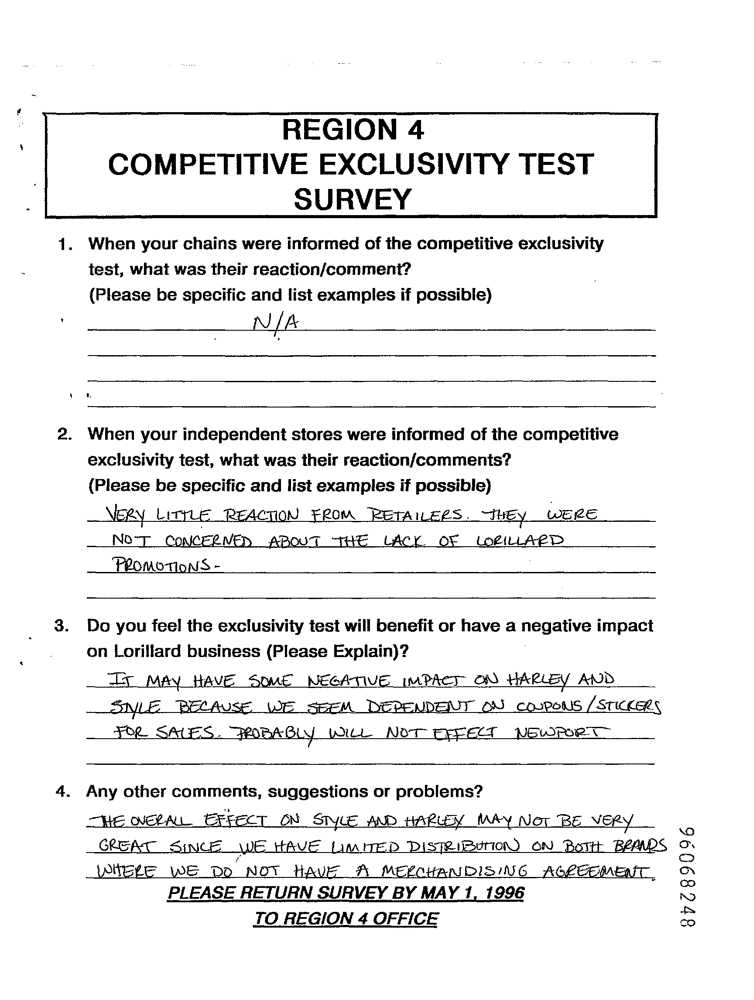 REGION 4
COMPETITIVE EXCLUSIVITY TEST
SURVEY
1. When your chains were informed of the competitive exclusivity
test, what was their reaction/comment?
(Please be specific and list examples if possible)
N/A
2. When your independent stores were informed of the competitive
exclusivity test, what was their reaction/comments?
(Please be specific and list examples if possible)
VERY LITTLE REACTION FROM RETAILERS. THEY WERE
NOT CONCERNED ABOUT THE LACK OF LORILLARD
PROMOTIONS-
3. Do you feel the exclusivity test will benefit or have a negative impact
on Lorillard business (Please Explain)?
IT MAY HAVE SOME NEGATIVE IMPACT ON HARLEY AND
STYLE BECAUSE WE SEEM DEPENDENT ON COUPONS/STICKERS
FOR SALES. PROBABLY WILL NOT EFFECT NEWPORT
4. Any other comments, suggestions or problems?
THE OVERALL EFFECT ON STYLE AND HARLEY MAY NOT BE VERY
GREAT SINCE WE HAVE LIMITED DISTRIBUTION ON BOTH BRANDS
WHERE WE DO NOT HAVE A MERCHANDISING AGREEMENT.
PLEASE RETURN SURVEY BY MAY 1, 1996
TO REGION 4 OFFICE
96068248